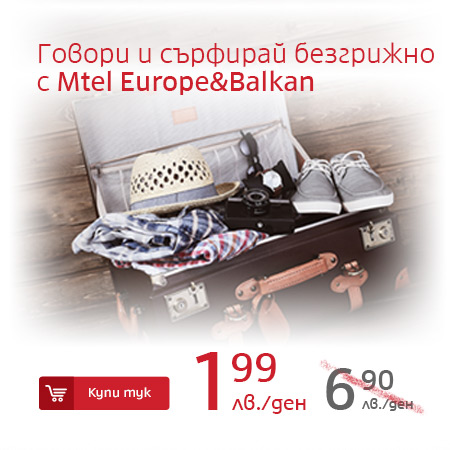 Говори и сърфирай безгрижно
с Mtel Europe&Balkan
Купи тук
1 99
лв./ден
6 90
лв./ден